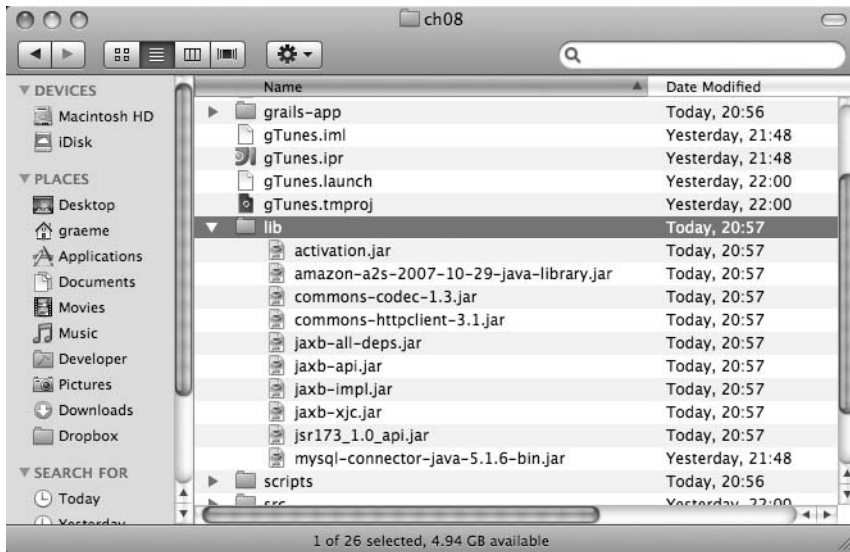 ch08
DEVICES
Macintosh HD
iDisk
PLACES
Desktop
graeme
Applications
Documents
Movies
Music
Developer
Pictures
Downloads
Dropbox
SEARCH FOR
Today
Yesterday
Name Date Modified
grails-app Today, 20:56
gTunes.iml Yesterday, 21:48
gTunes.ipr Yesterday, 21:48
gTunes.launch Yesterday, 22:00
gTunes.tmproj Yesterday, 22:00
lib Today, 20:57
activation.jar Today, 20:57
amazon-a2s-2007-10-29-java-library.jar Today, 20:57
commons-codec-1.3.jar Today, 20:57
commons-httpclient-3.1.jar Today, 20:57
jaxb-all-deps.jar Today, 20:57
jaxb-api.jar Today, 20:57
jaxb-impl.jar Today, 20:57
jaxb-xjc.jar Today, 20:57
jsr173_1.0_api.jar Today, 20:57
mysql-connector-java-5.1.6-bin.jar Yesterday, 21:48
scripts Today, 20:56
src Yesterday, 22:00
1 of 26 selected, 4.94 GB available